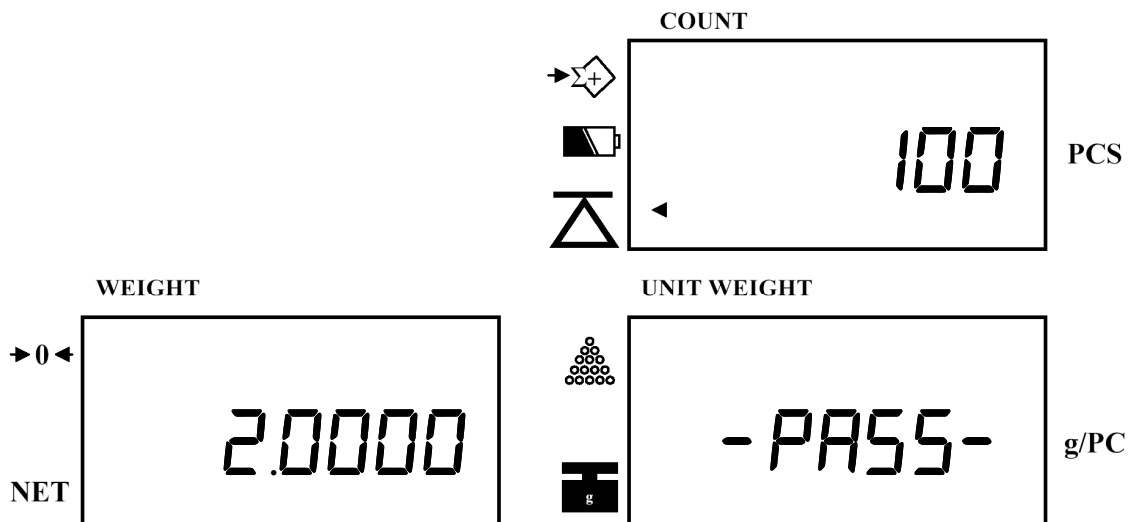 COUNT
Σ+
100
PCS
WEIGHT
UNIT WEIGHT
0
2.0000
-PASS-
g/PC
NET
g